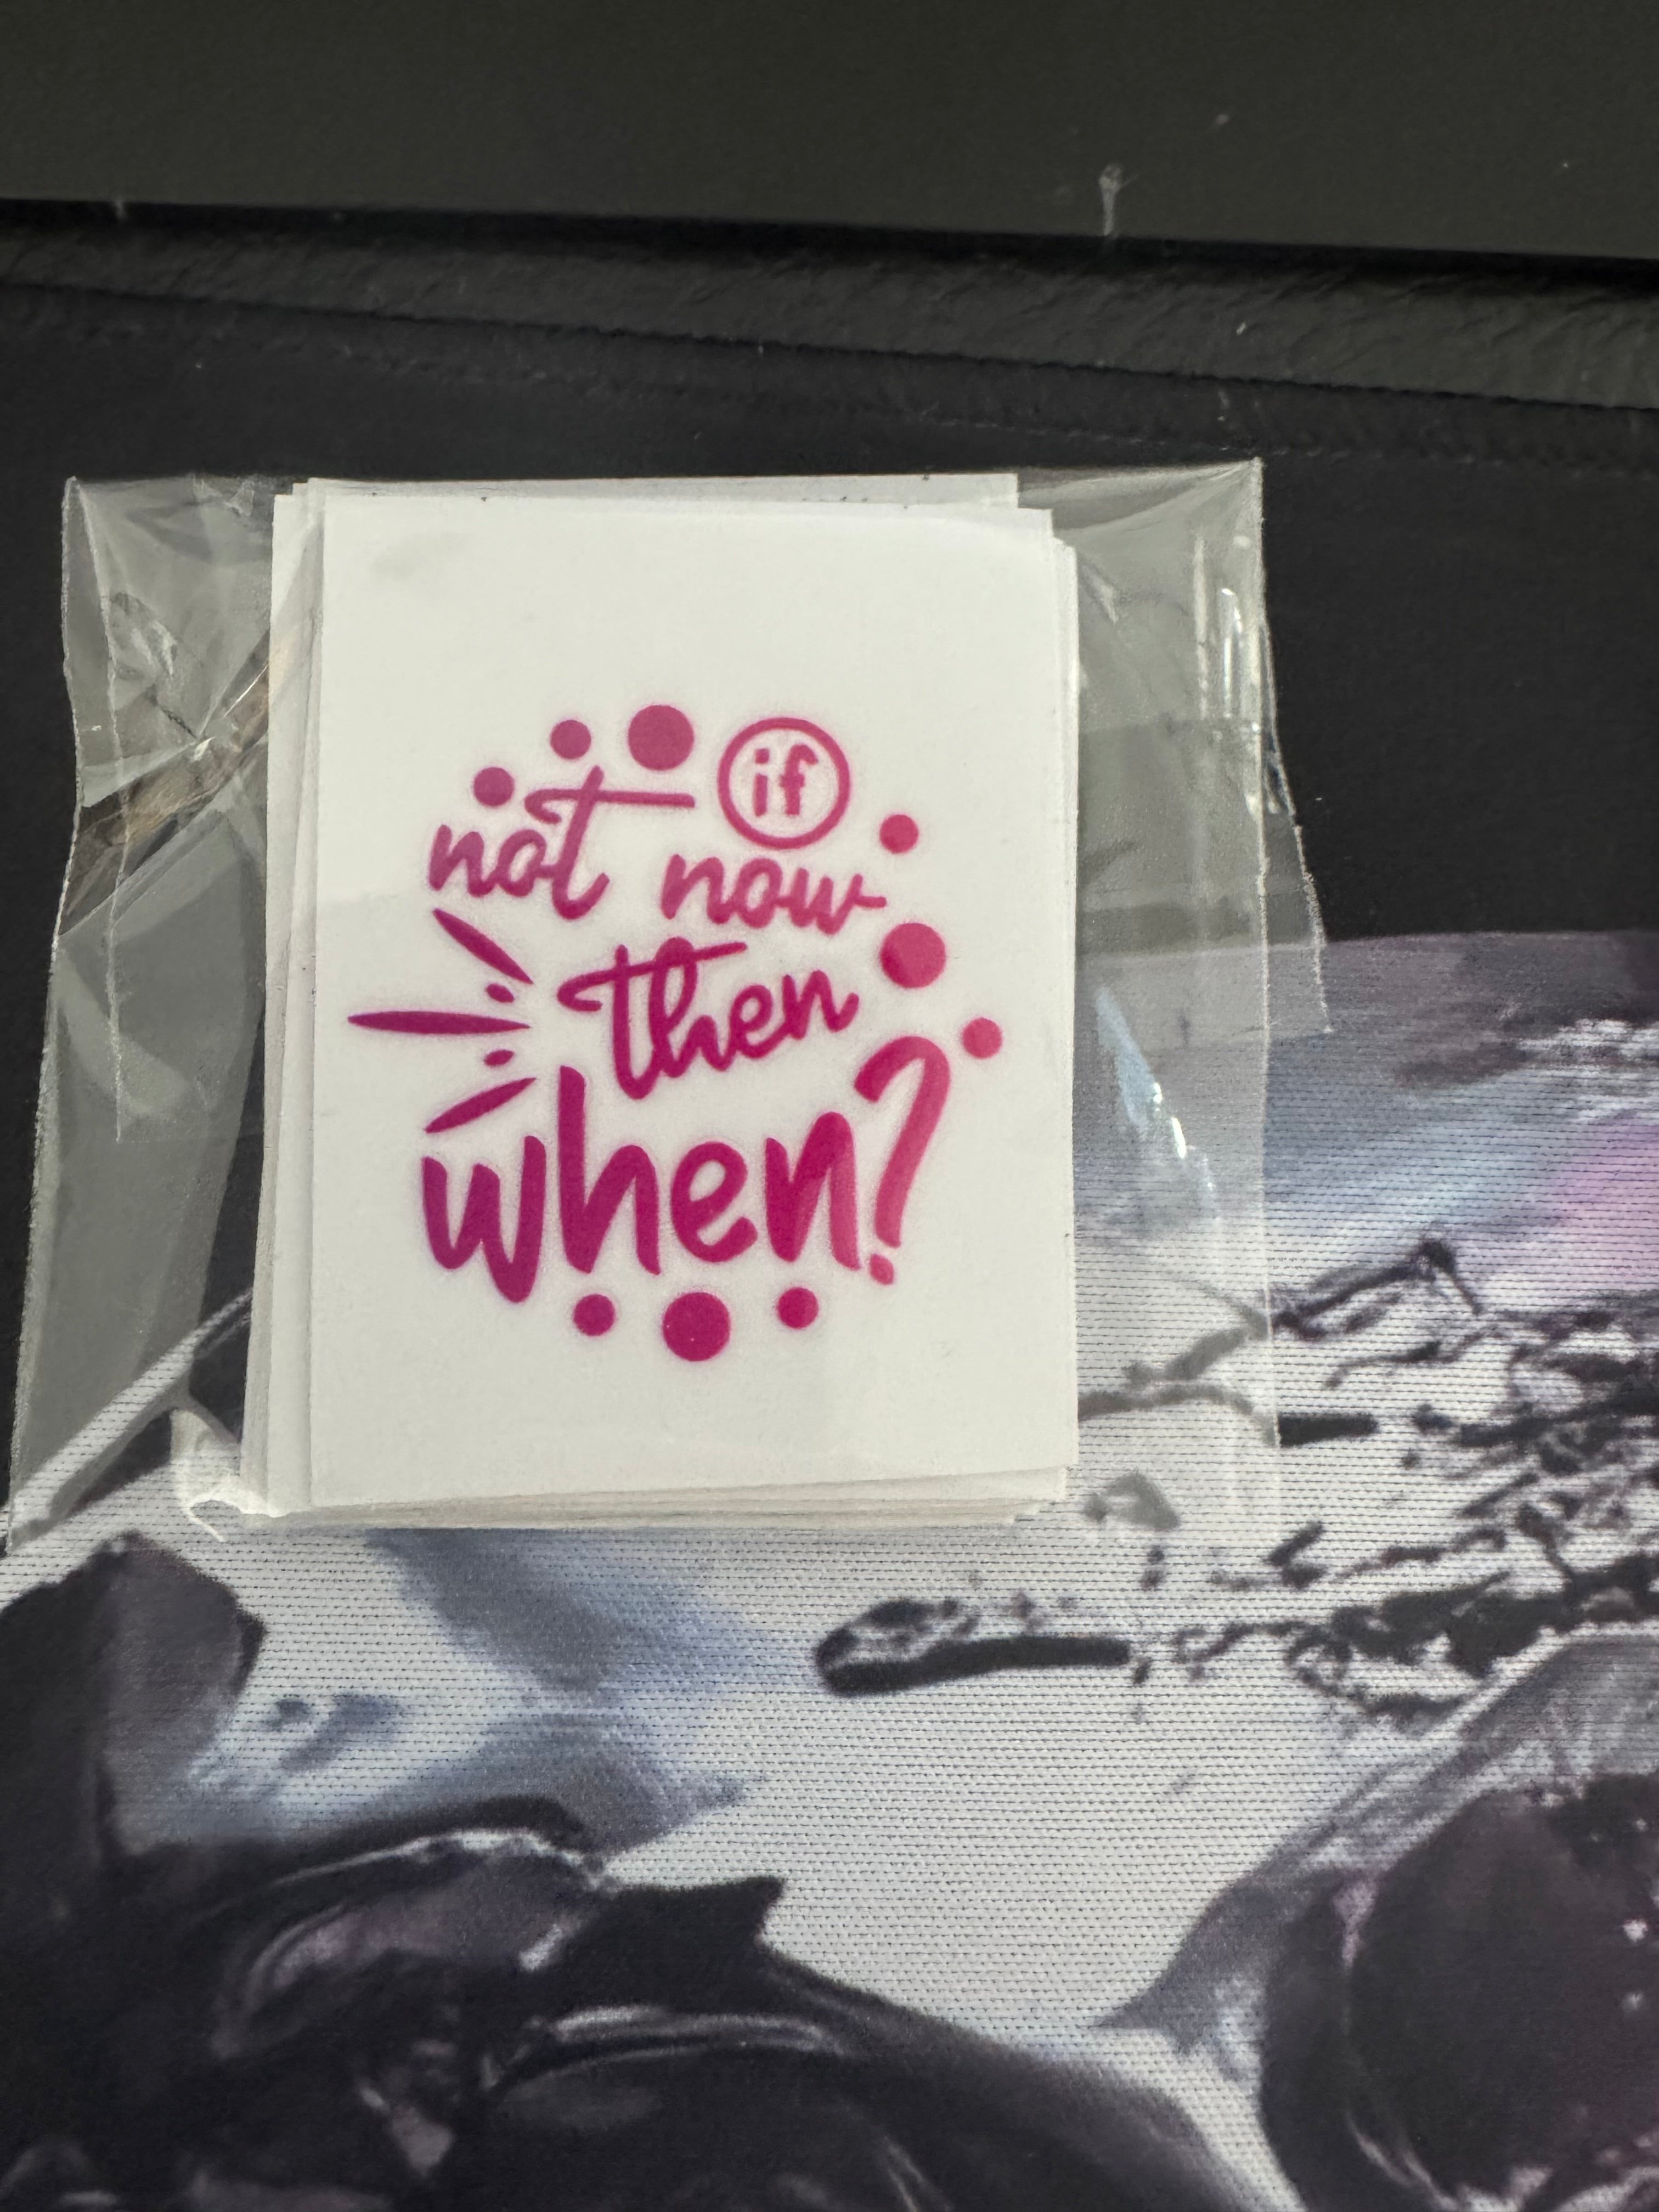 if
not now
then
when?